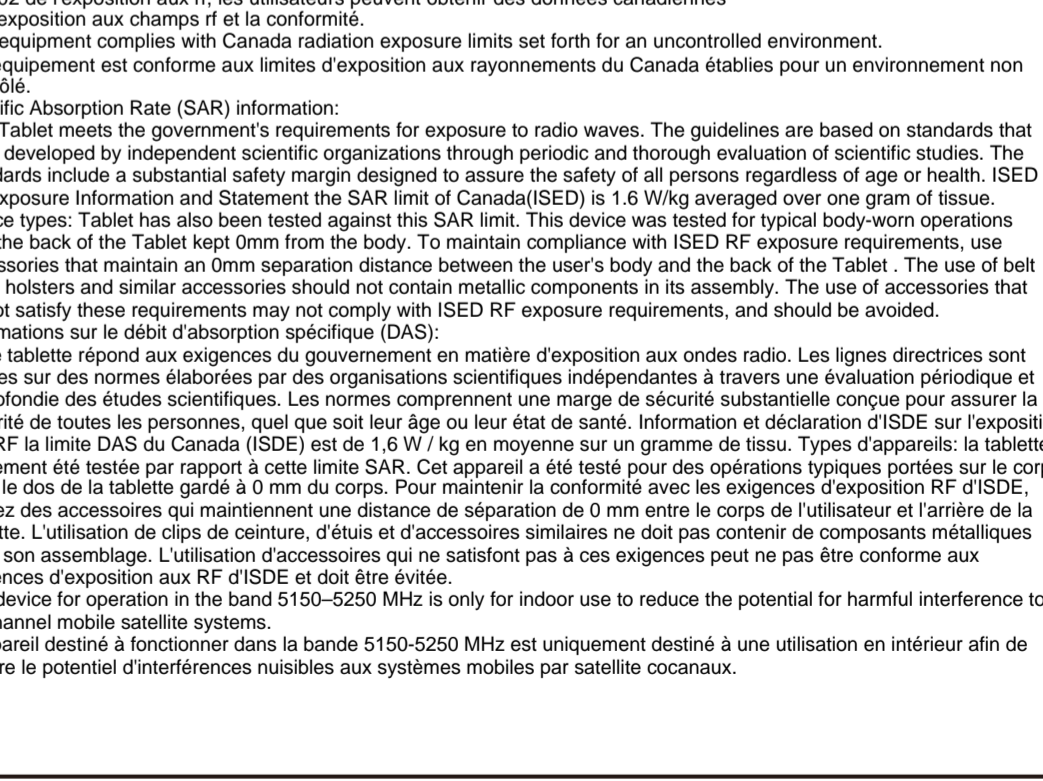 de l'exposition aux rf, les utilisateurs peuvent obtenir des données canadiennes
exposition aux champs rf et la conformité.
equipment complies with Canada radiation exposure limits set forth for an uncontrolled environment.
équipement est conforme aux limites d'exposition aux rayonnements du Canada établies pour un environnement non
ôlé.
ific Absorption Rate (SAR) information:
Tablet meets the government's requirements for exposure to radio waves. The guidelines are based on standards that
developed by independent scientific organizations through periodic and thorough evaluation of scientific studies. The
dards include a substantial safety margin designed to assure the safety of all persons regardless of age or health. ISED
xposure Information and Statement the SAR limit of Canada(ISED) is 1.6 W/kg averaged over one gram of tissue.
ce types: Tablet has also been tested against this SAR limit. This device was tested for typical body-worn operations
the back of the Tablet kept 0mm from the body. To maintain compliance with ISED RF exposure requirements, use
ssories that maintain an 0mm separation distance between the user's body and the back of the Tablet . The use of belt
holsters and similar accessories should not contain metallic components in its assembly. The use of accessories that
ot satisfy these requirements may not comply with ISED RF exposure requirements, and should be avoided.
mations sur le débit d'absorption spécifique (DAS):
e tablette répond aux exigences du gouvernement en matière d'exposition aux ondes radio. Les lignes directrices sont
es sur des normes élaborées par des organisations scientifiques indépendantes à travers une évaluation périodique et
ofondie des études scientifiques. Les normes comprennent une marge de sécurité substantielle conçue pour assurer la
rité de toutes les personnes, quel que soit leur âge ou leur état de santé. Information et déclaration d'ISDE sur l'expositi
RF la limite DAS du Canada (ISDE) est de 1,6 W / kg en moyenne sur un gramme de tissu. Types d'appareils: la tablette
ement été testée par rapport à cette limite SAR. Cet appareil a été testé pour des opérations typiques portées sur le corp
le dos de la tablette gardé à 0 mm du corps. Pour maintenir la conformité avec les exigences d'exposition RF d'ISDE,
ez des accessoires qui maintiennent une distance de séparation de 0 mm entre le corps de l'utilisateur et l'arrière de la
tte. L'utilisation de clips de ceinture, d'étuis et d'accessoires similaires ne doit pas contenir de composants métalliques
son assemblage. L'utilisation d'accessoires qui ne satisfont pas à ces exigences peut ne pas être conforme aux
ences d'exposition aux RF d'ISDE et doit être évitée.
device for operation in the band 5150–5250 MHz is only for indoor use to reduce the potential for harmful interference to
hannel mobile satellite systems.
pareil destiné à fonctionner dans la bande 5150-5250 MHz est uniquement destiné à une utilisation en intérieur afin de
re le potentiel d'interférences nuisibles aux systèmes mobiles par satellite cocanaux.